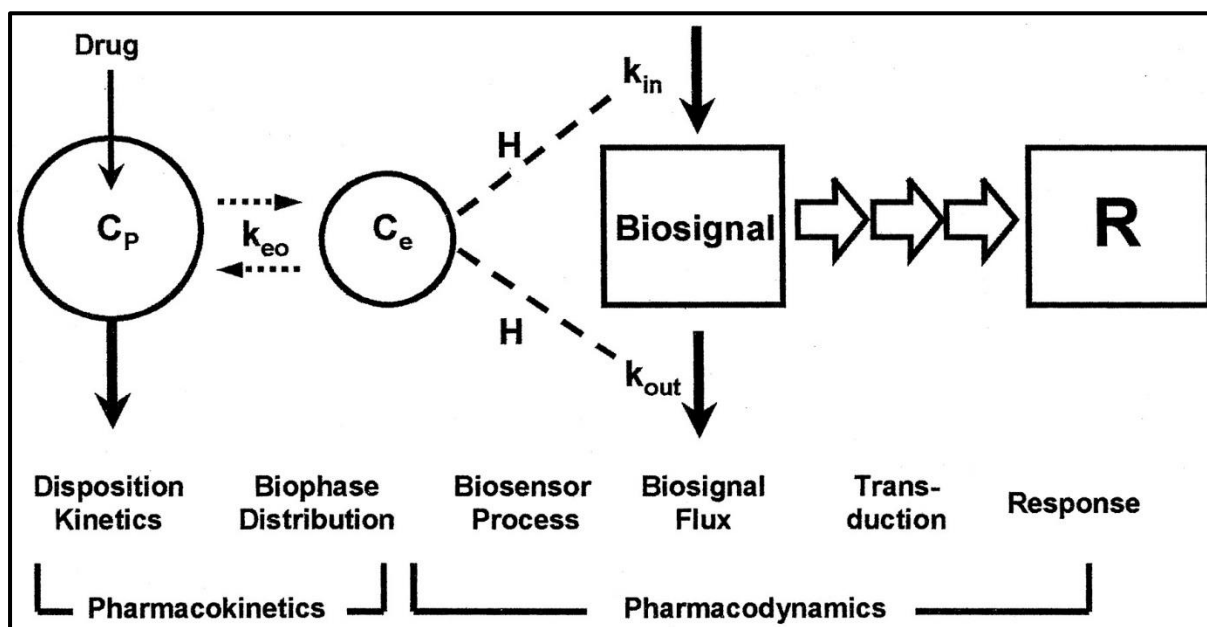 Drug
k_in
H
C_P
k_eo
C_e
Biosignal
R
H
k_out
Disposition Kinetics
Biophase Distribution
Biosensor Process
Biosignal Flux
Trans-duction
Response
Pharmacokinetics
Pharmacodynamics